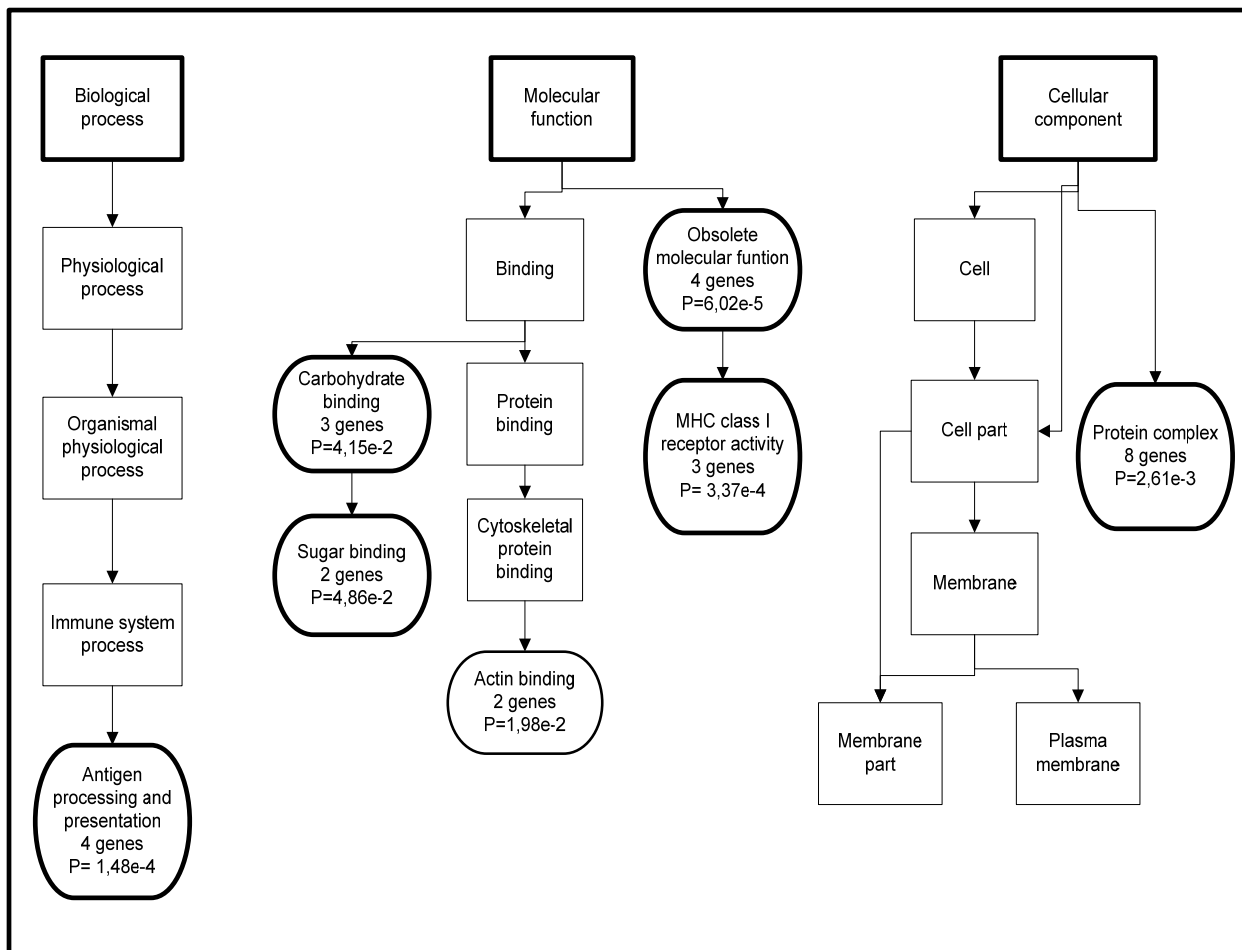 Biological
process
Physiological
process
Organismal
physiological
process
Immune system
process
Antigen
processing and
presentation
4 genes
P= 1,48e-4
Molecular
function
Binding
Obsolete
molecular funtion
4 genes
P=6,02e-5
Carbohydrate
binding
3 genes
P=4,15e-2
Protein
binding
MHC class I
receptor activity
3 genes
P= 3,37e-4
Sugar binding
2 genes
P=4,86e-2
Cytoskeletal
protein
binding
Actin binding
2 genes
P=1,98e-2
Cellular
component
Cell
Cell part
Protein complex
8 genes
P=2,61e-3
Membrane
Membrane
part
Plasma
membrane